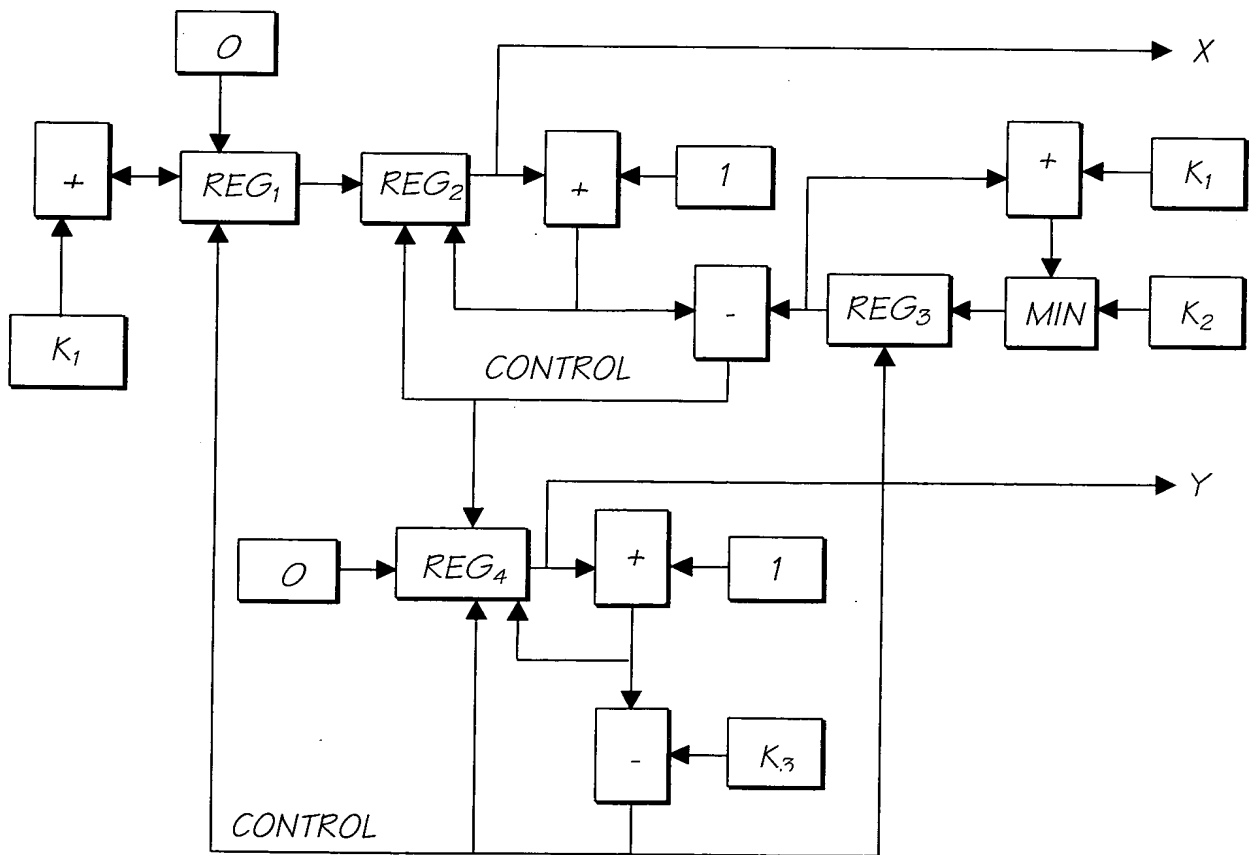 0
X
+
REG₁
REG₂
+
1
+
K₁
K₁
-
REG₃
MIN
K₂
CONTROL
Y
0
REG₄
+
1
-
K₃
CONTROL